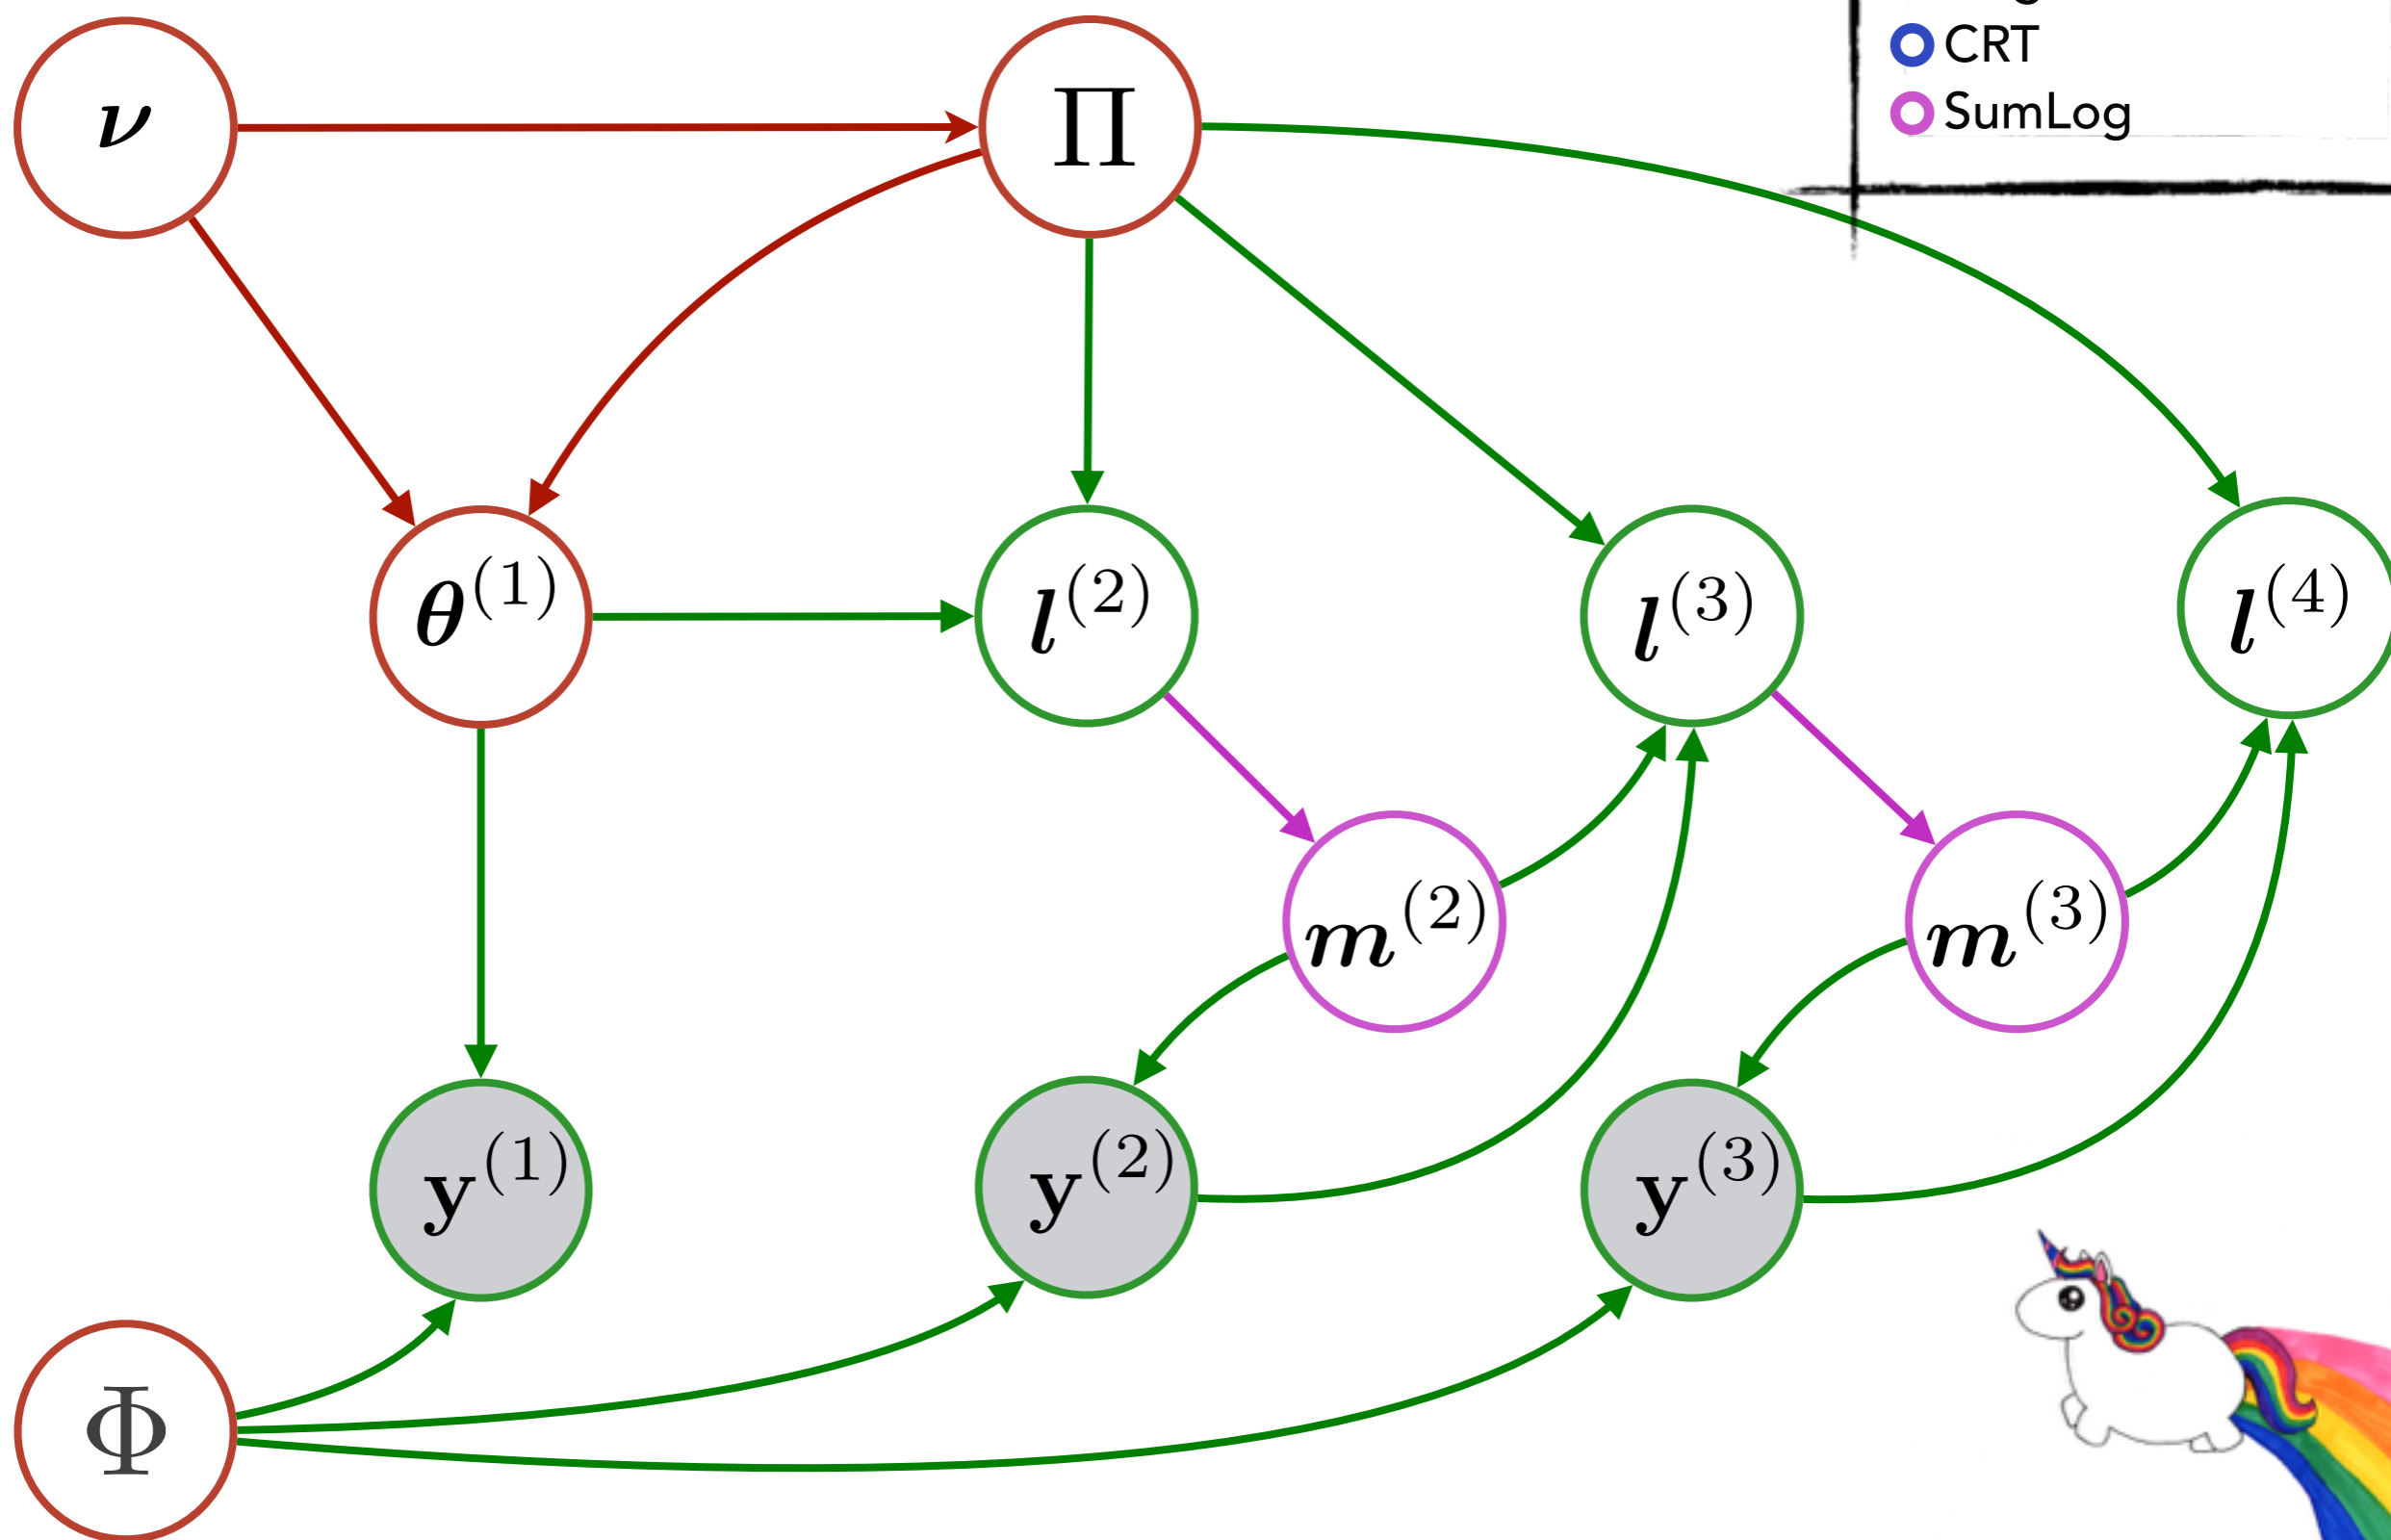 CRT
SumLog
ν
Π
θ^(1)
l^(2)
l^(3)
l^(4)
m^(2)
m^(3)
y^(1)
y^(2)
y^(3)
Φ